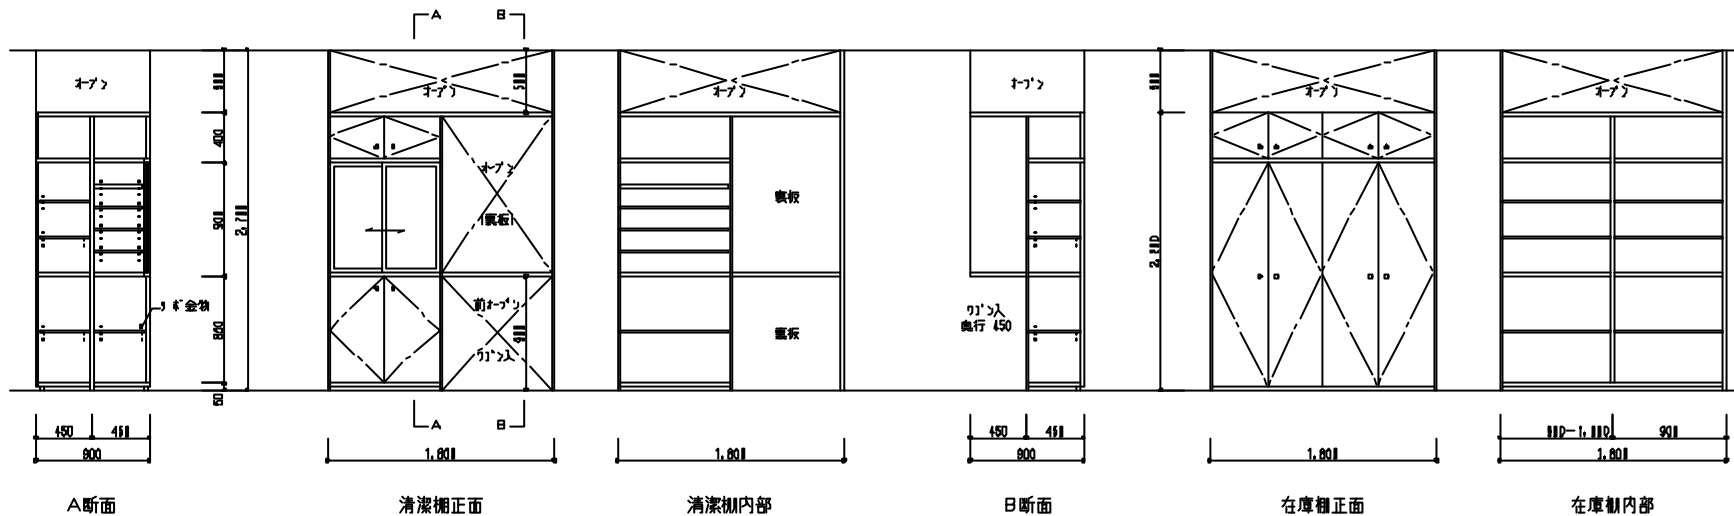 A
B
オープン
オープン
オープン
オープン
オープン
オープン
400
オープン
(裏板)
裏板
900
2,700
金物
前オープン
ワゴン入
裏板
ワゴン入
奥行 450
800
60
A
B
450
450
900
1,800
1,800
450
450
900
1,800
900
1,800
A断面
清潔棚正面
清潔棚内部
B断面
在庫棚正面
在庫棚内部